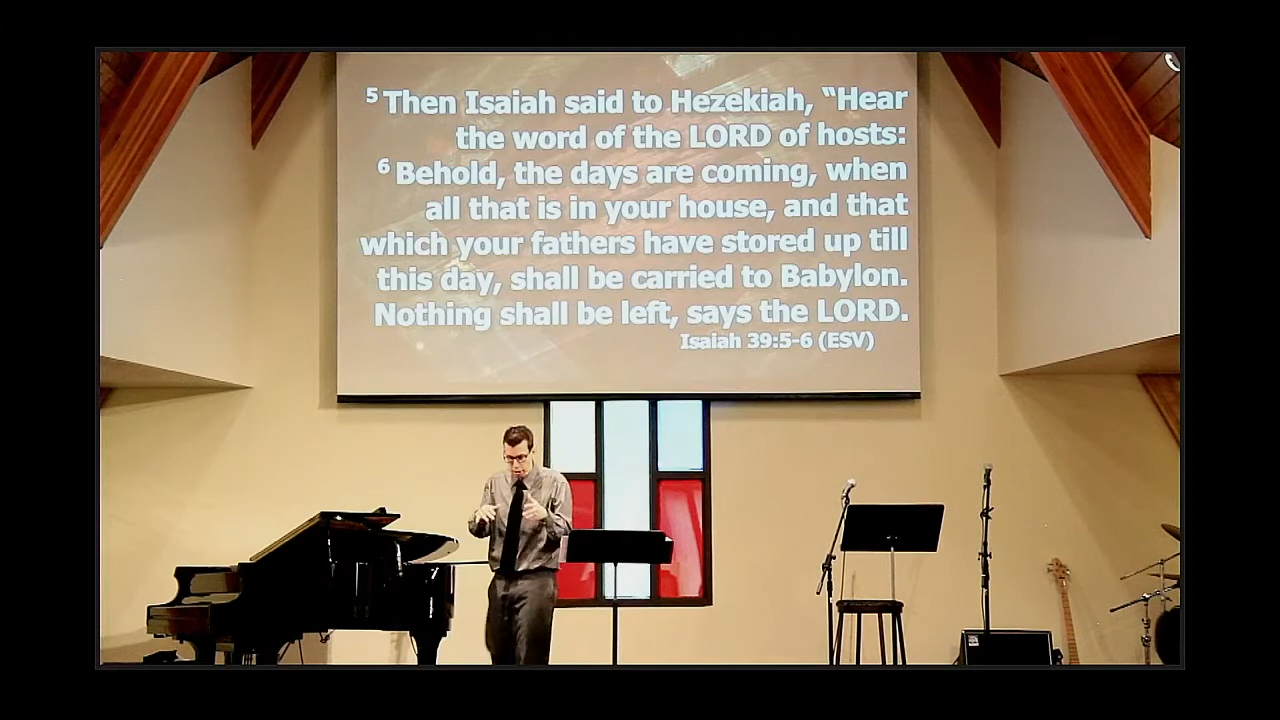 5 Then Isaiah said to Hezekiah, “Hear
the word of the LORD of hosts:
6 Behold, the days are coming, when
all that is in your house, and that
which your fathers have stored up till
this day, shall be carried to Babylon.
Nothing shall be left, says the LORD.
Isaiah 39:5-6 (ESV)